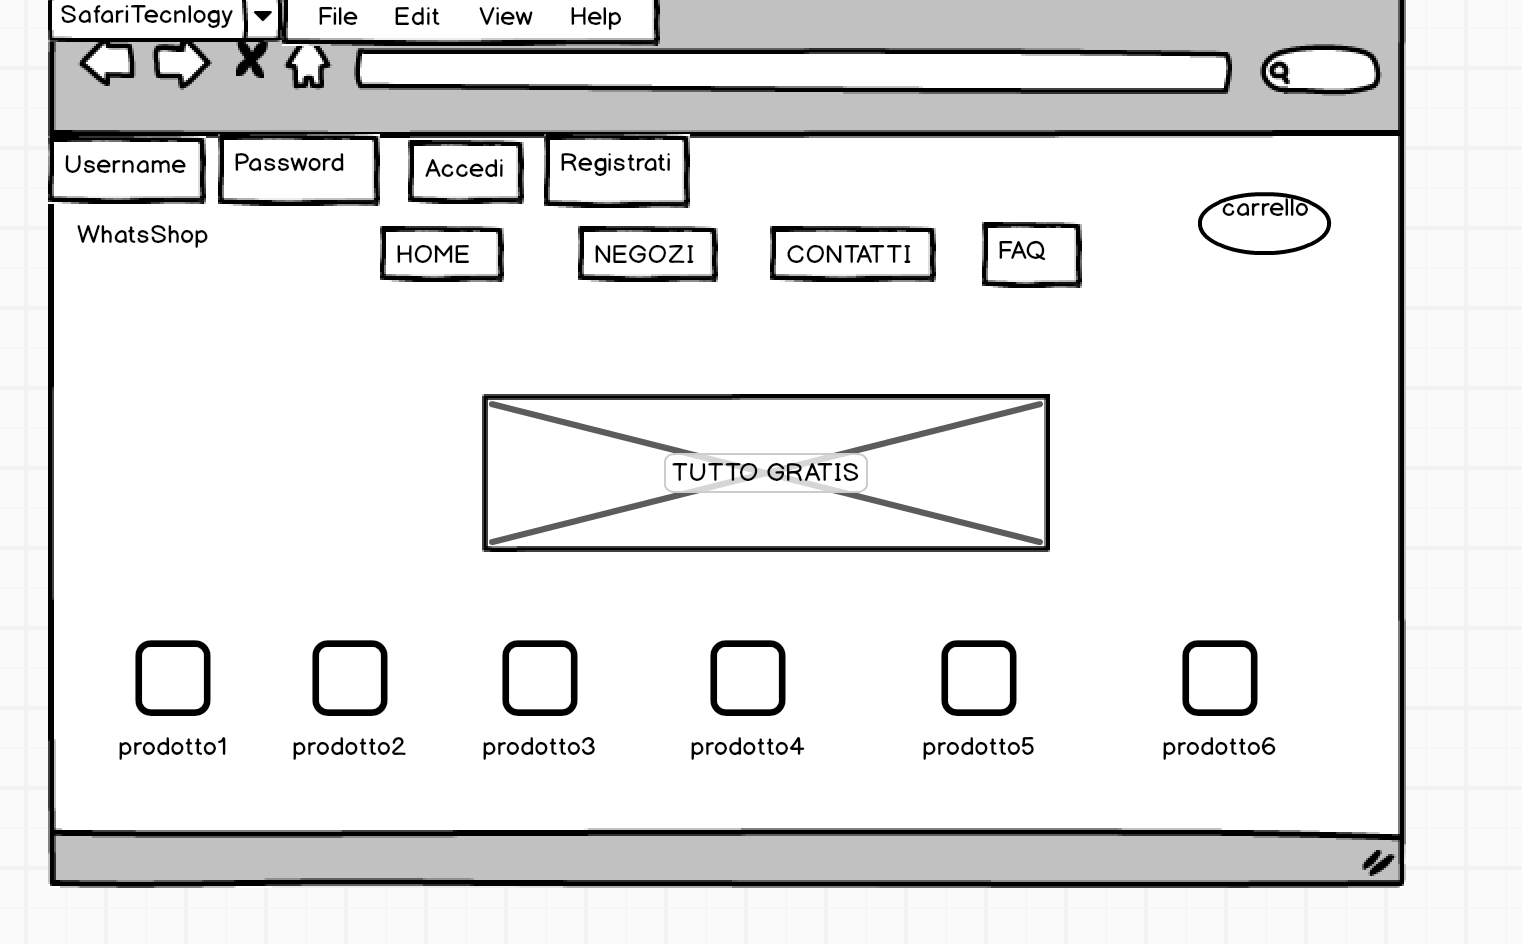 SafariTecnlogy
File Edit View Help
Username Password Accedi Registrati
carrello
WhatsShop
HOME NEGOZI CONTATTI FAQ
TUTTO GRATIS
prodotto1 prodotto2 prodotto3 prodotto4 prodotto5 prodotto6